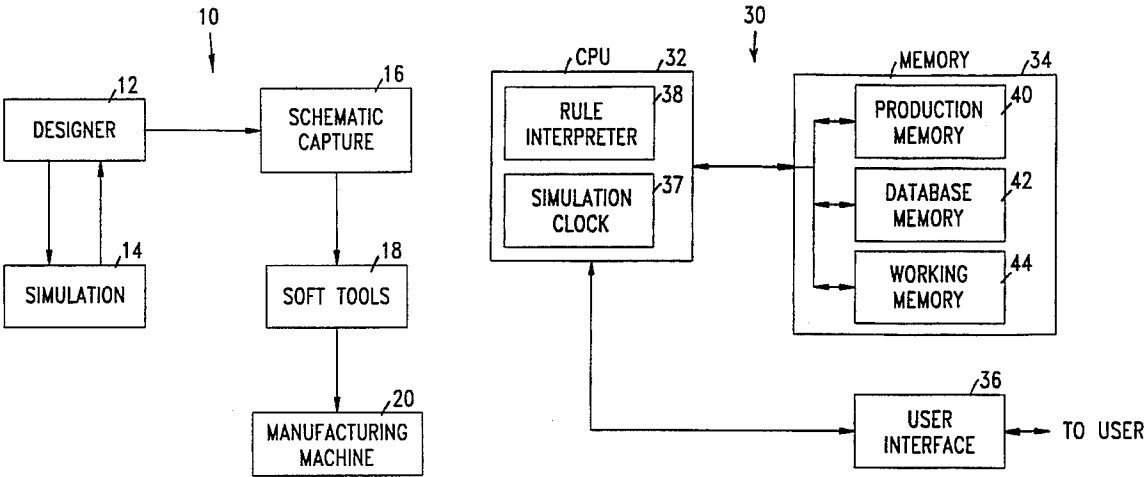 10
12
DESIGNER
14
SIMULATION
16
SCHEMATIC
CAPTURE
18
SOFT TOOLS
20
MANUFACTURING
MACHINE
30
CPU
32
38
RULE
INTERPRETER
37
SIMULATION
CLOCK
MEMORY
34
40
PRODUCTION
MEMORY
42
DATABASE
MEMORY
44
WORKING
MEMORY
36
USER
INTERFACE
TO USER